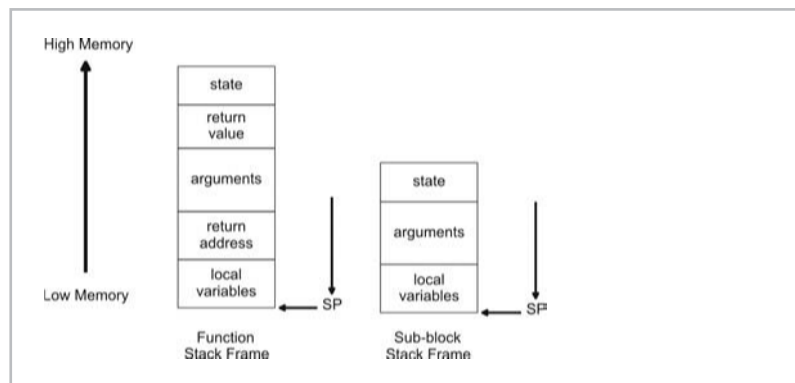 High Memory
state
return
value
arguments
return
address
local
variables
Low Memory
SP
Function
Stack Frame
state
arguments
local
variables
SP
Sub-block
Stack Frame